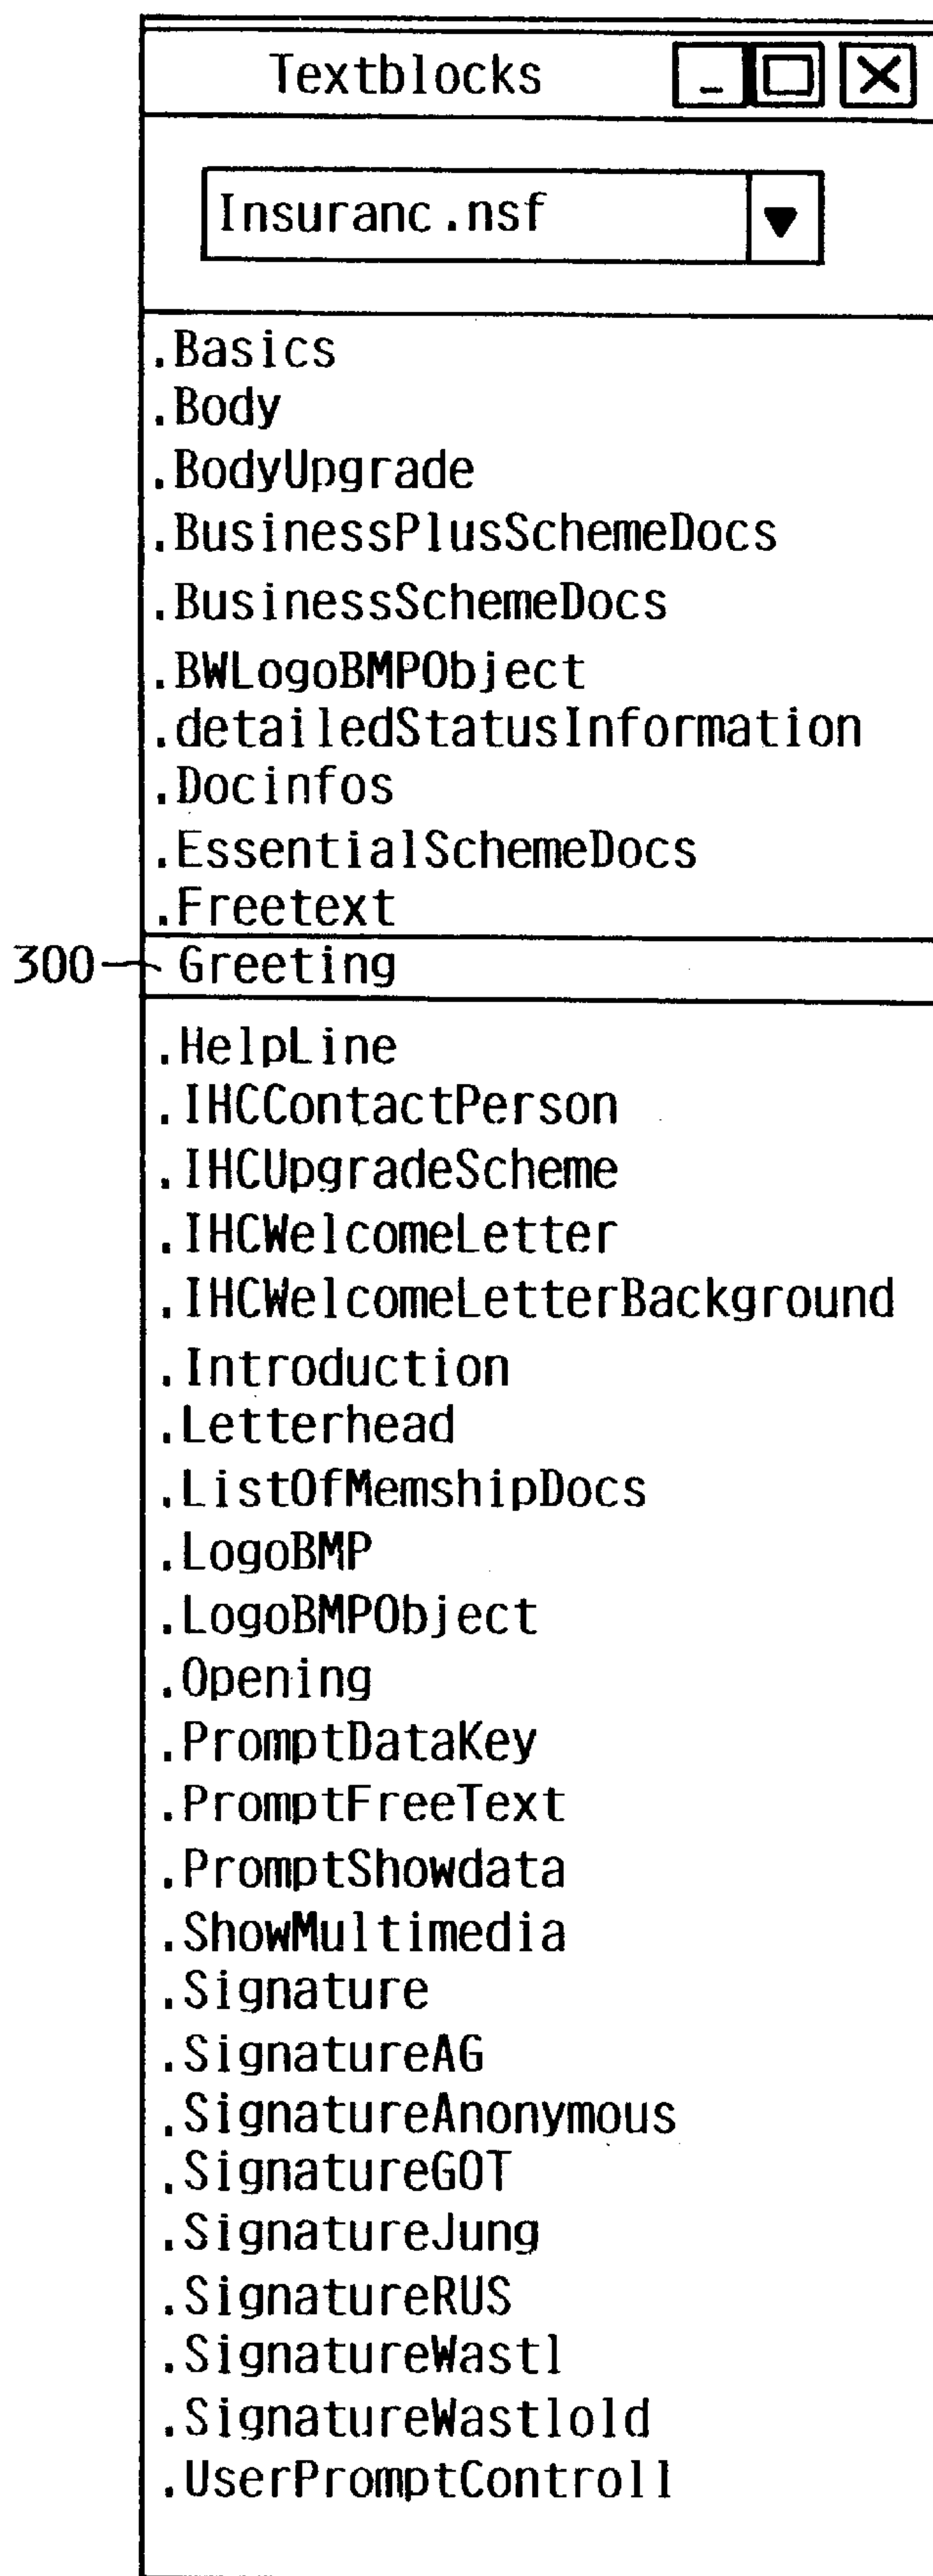 Textblocks
Insuranc.nsf
.Basics
.Body
.BodyUpgrade
.BusinessPlusSchemeDocs
.BusinessSchemeDocs
.BWLogoBMPObject
.detailedStatusInformation
.Docinfos
.EssentialSchemeDocs
.Freetext
300 Greeting
.HelpLine
.IHCContactPerson
.IHCUpgradeScheme
.IHCWelcomeLetter
.IHCWelcomeLetterBackground
.Introduction
.Letterhead
.ListOfMemshipDocs
.LogoBMP
.LogoBMPObject
.Opening
.PromptDataKey
.PromptFreeText
.PromptShowdata
.ShowMultimedia
.Signature
.SignatureAG
.SignatureAnonymous
.SignatureGOT
.SignatureJung
.SignatureRUS
.SignatureWastl
.SignatureWastlold
.UserPromptControll